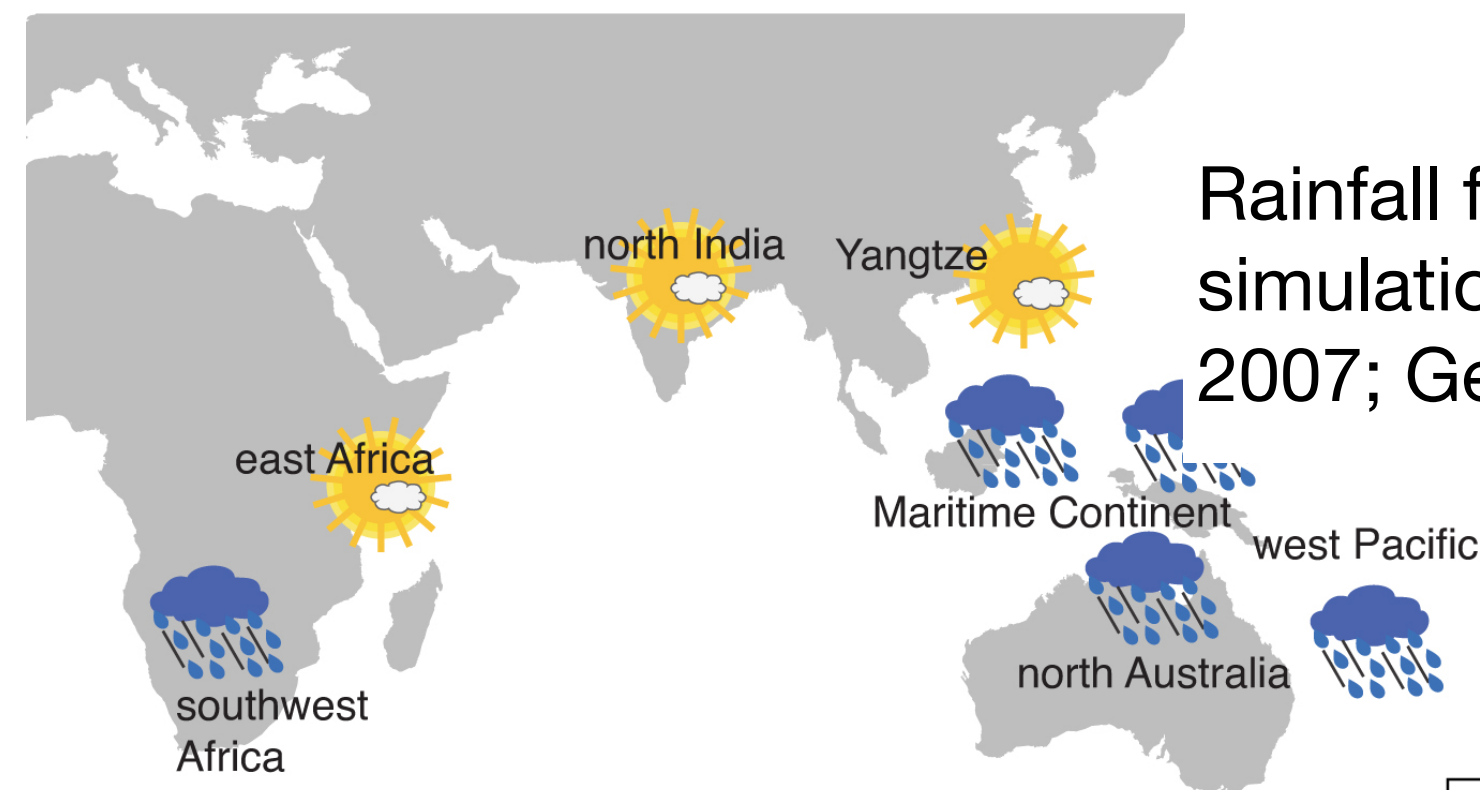 Rainfall
simulatio
2007; Ge
north India
Yangtze
east Africa
Maritime Continent
west Pacific
north Australia
southwest
Africa